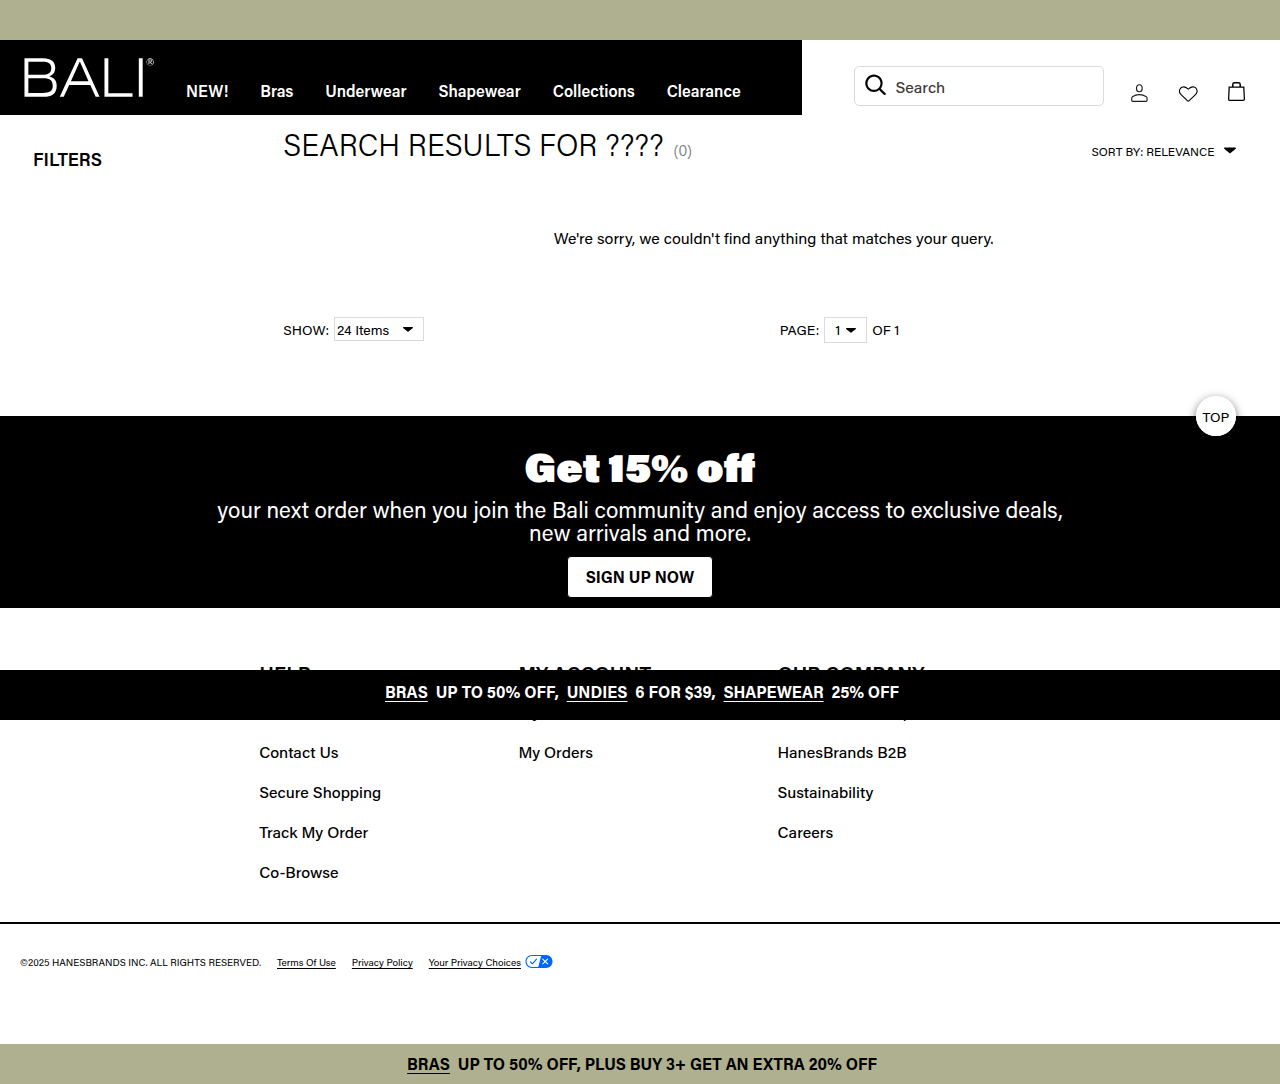 BALI®
NEW! Bras Underwear Shapewear Collections Clearance
Search
FILTERS
SEARCH RESULTS FOR ???? (0)
SORT BY: RELEVANCE
We're sorry, we couldn't find anything that matches your query.
SHOW: 24 Items
PAGE: 1 OF 1
TOP
Get 15% off
your next order when you join the Bali community and enjoy access to exclusive deals,
new arrivals and more.
SIGN UP NOW
HELP MY ACCOUNT OUR COMPANY
BRAS UP TO 50% OFF, UNDIES 6 FOR $39, SHAPEWEAR 25% OFF
Contact Us My Orders HanesBrands B2B
Secure Shopping Sustainability
Track My Order Careers
Co-Browse
©2025 HANESBRANDS INC. ALL RIGHTS RESERVED. Terms Of Use Privacy Policy Your Privacy Choices
BRAS UP TO 50% OFF, PLUS BUY 3+ GET AN EXTRA 20% OFF